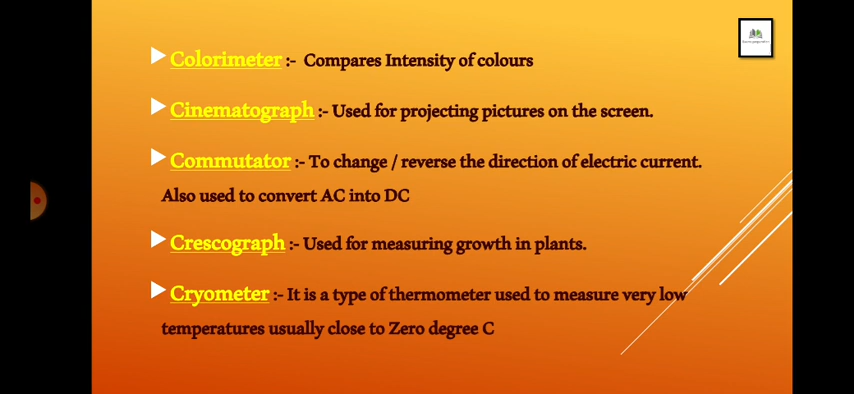 Colorimeter :- Compares Intensity of colours
Cinematograph :- Used for projecting pictures on the screen.
Commutator :- To change / reverse the direction of electric current.
Also used to convert AC into DC
Crescograph :- Used for measuring growth in plants.
Cryometer :- It is a type of thermometer used to measure very low
temperatures usually close to Zero degree C